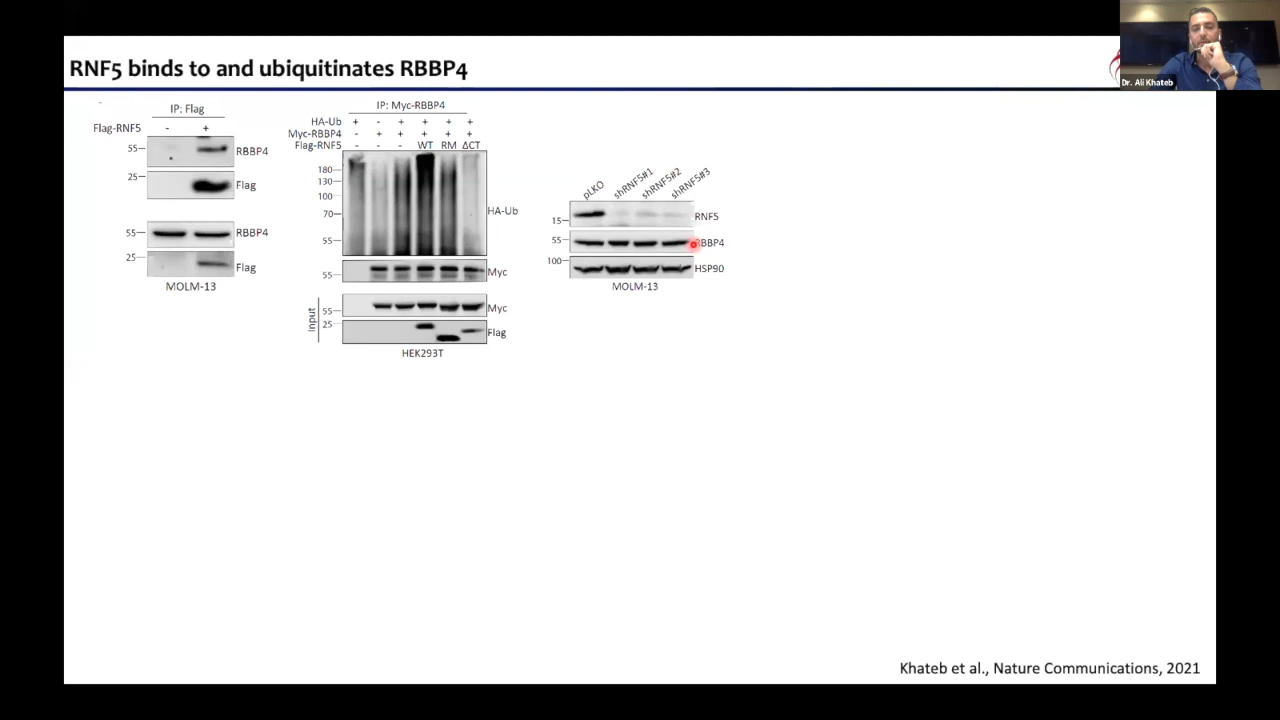 Dr. Ali Khateb
RNF5 binds to and ubiquitinates RBBP4
IP: Flag
Flag-RNF5 - +
55 RBBP4
25 Flag
55 RBBP4
25 Flag
MOLM-13
IP: Myc-RBBP4
HA-Ub + - + + + +
Myc-RBBP4 - + + + + +
Flag-RNF5 - - - WT RM ΔCT
180
130
100
70
55
HA-Ub
55 Myc
Input
55 Myc
25 Flag
HEK293T
pLKO shRNF5#1 shRNF5#2 shRNF5#3
15 RNF5
55 RBBP4
100 HSP90
MOLM-13
Khateb et al., Nature Communications, 2021